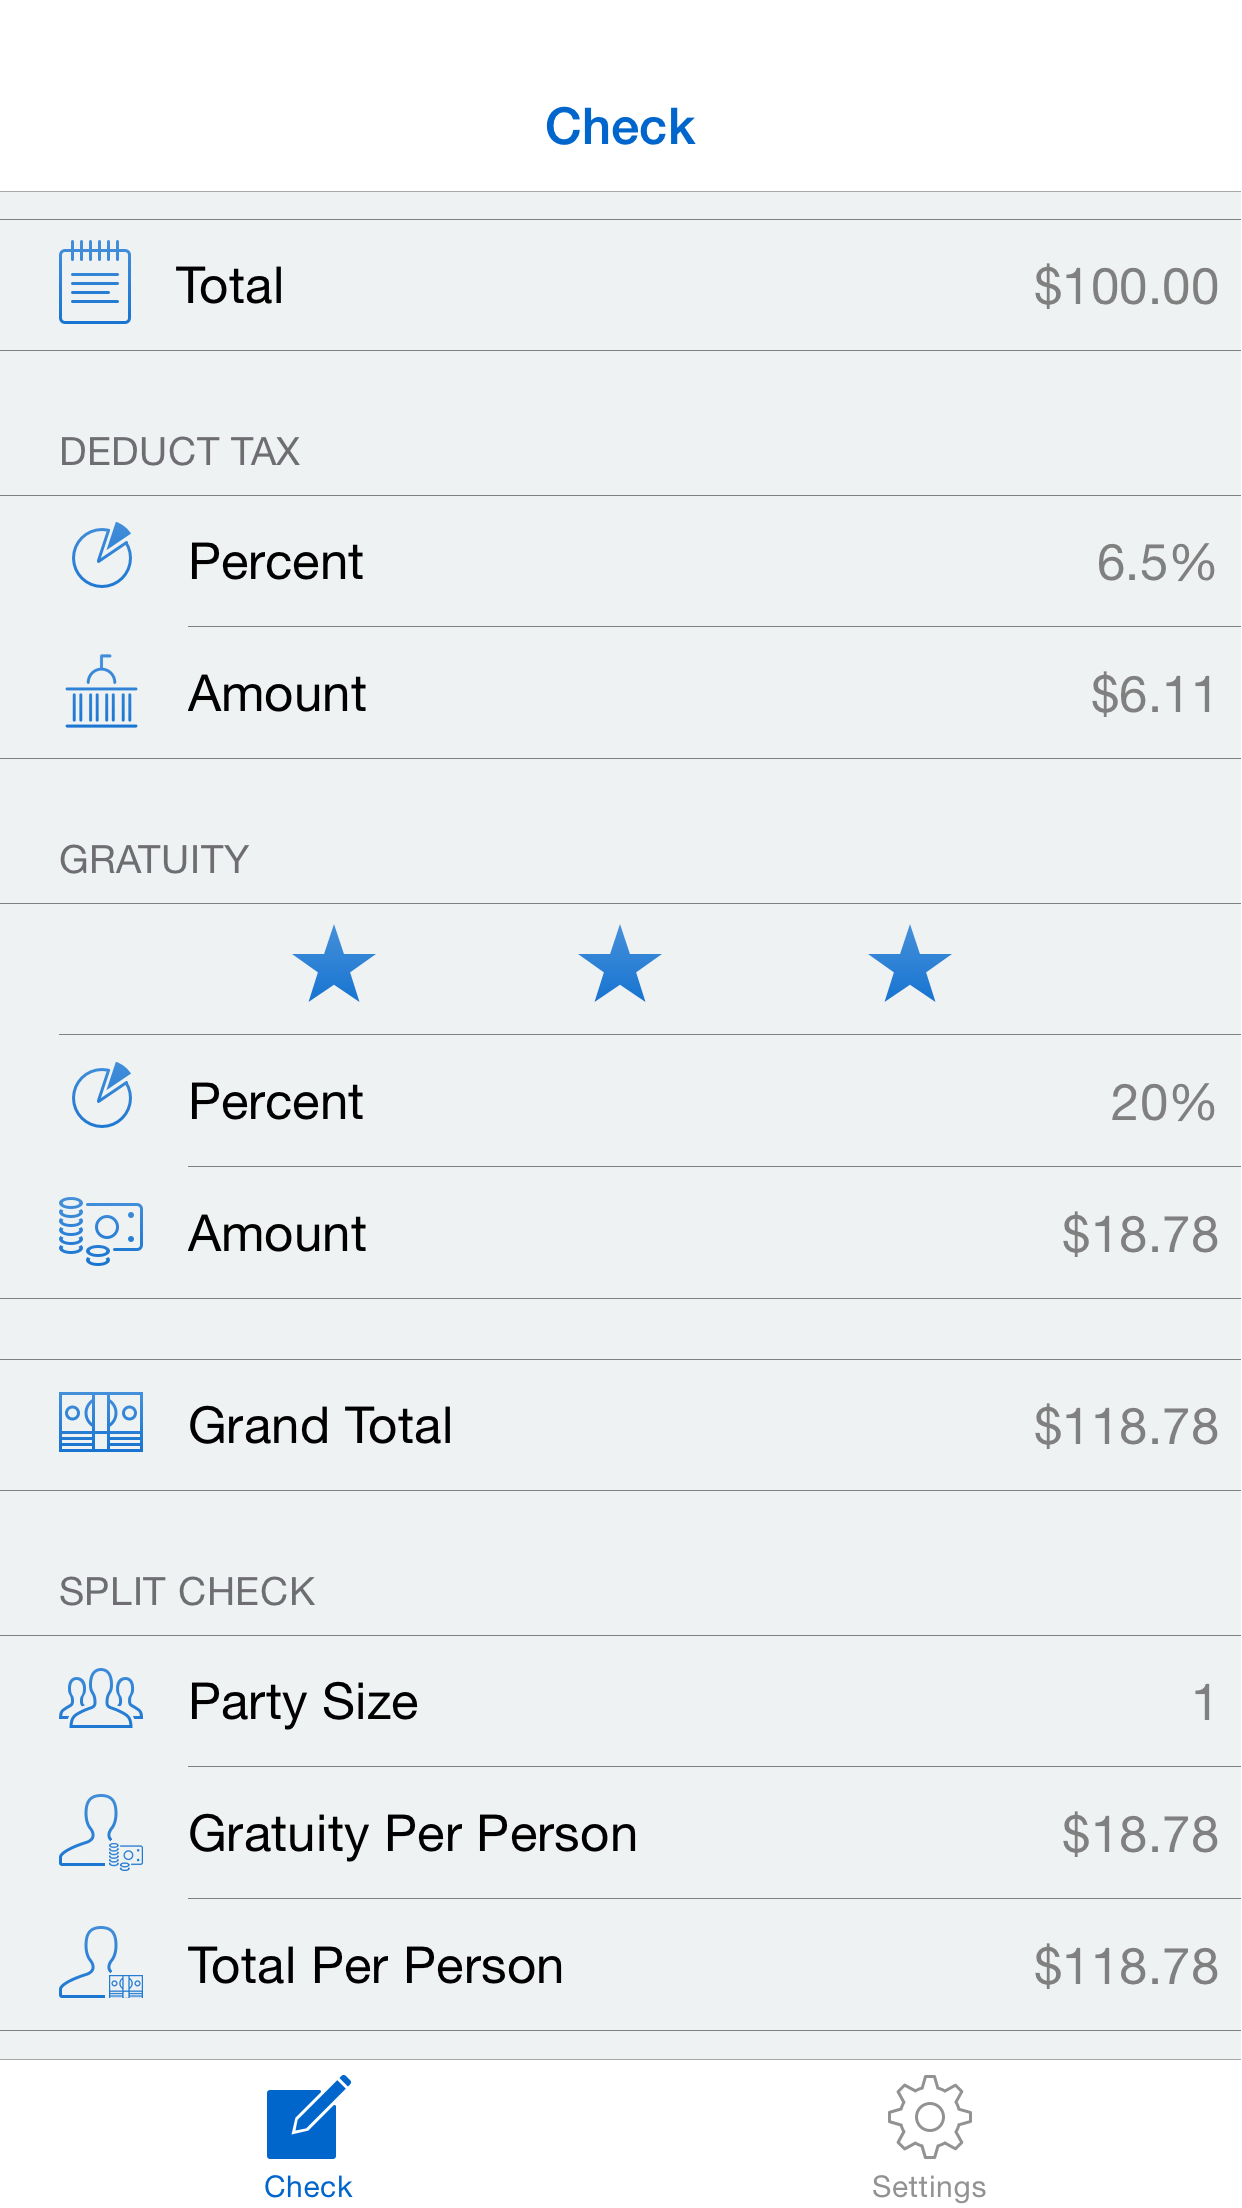 Check
Total $100.00
DEDUCT TAX
Percent 6.5%
Amount $6.11
GRATUITY
Percent 20%
Amount $18.78
Grand Total $118.78
SPLIT CHECK
Party Size 1
Gratuity Per Person $18.78
Total Per Person $118.78
Check Settings